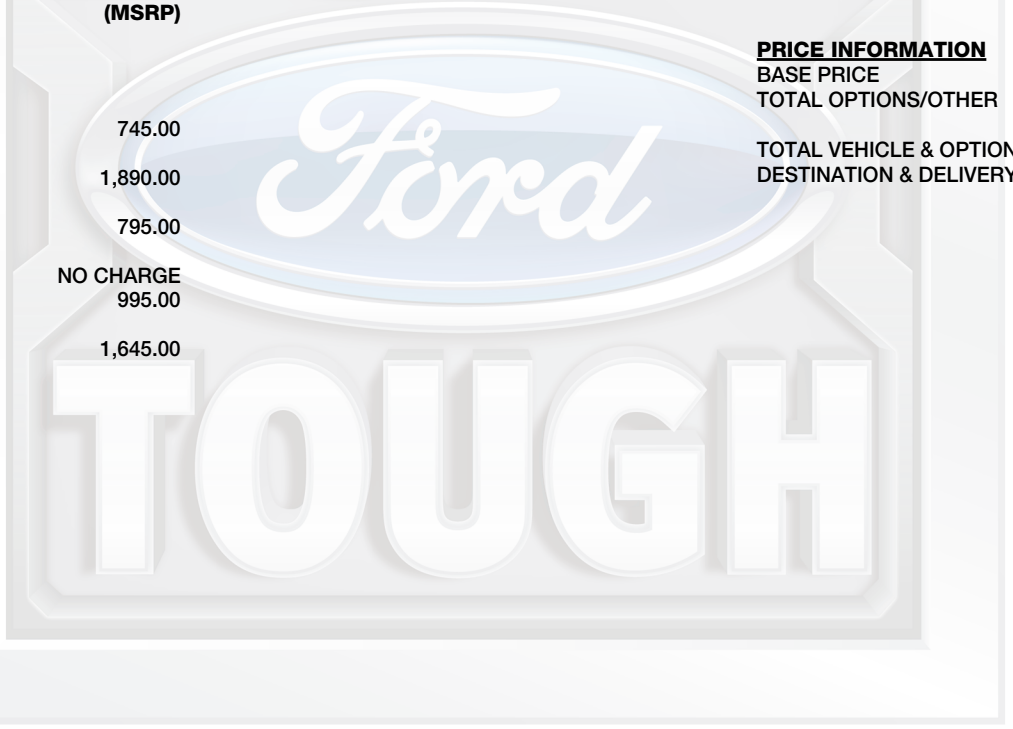 (MSRP)
745.00
1,890.00
795.00
NO CHARGE
995.00
1,645.00
PRICE INFORMATION
BASE PRICE
TOTAL OPTIONS/OTHER
TOTAL VEHICLE & OPTION
DESTINATION & DELIVERY
Ford
TOUGH